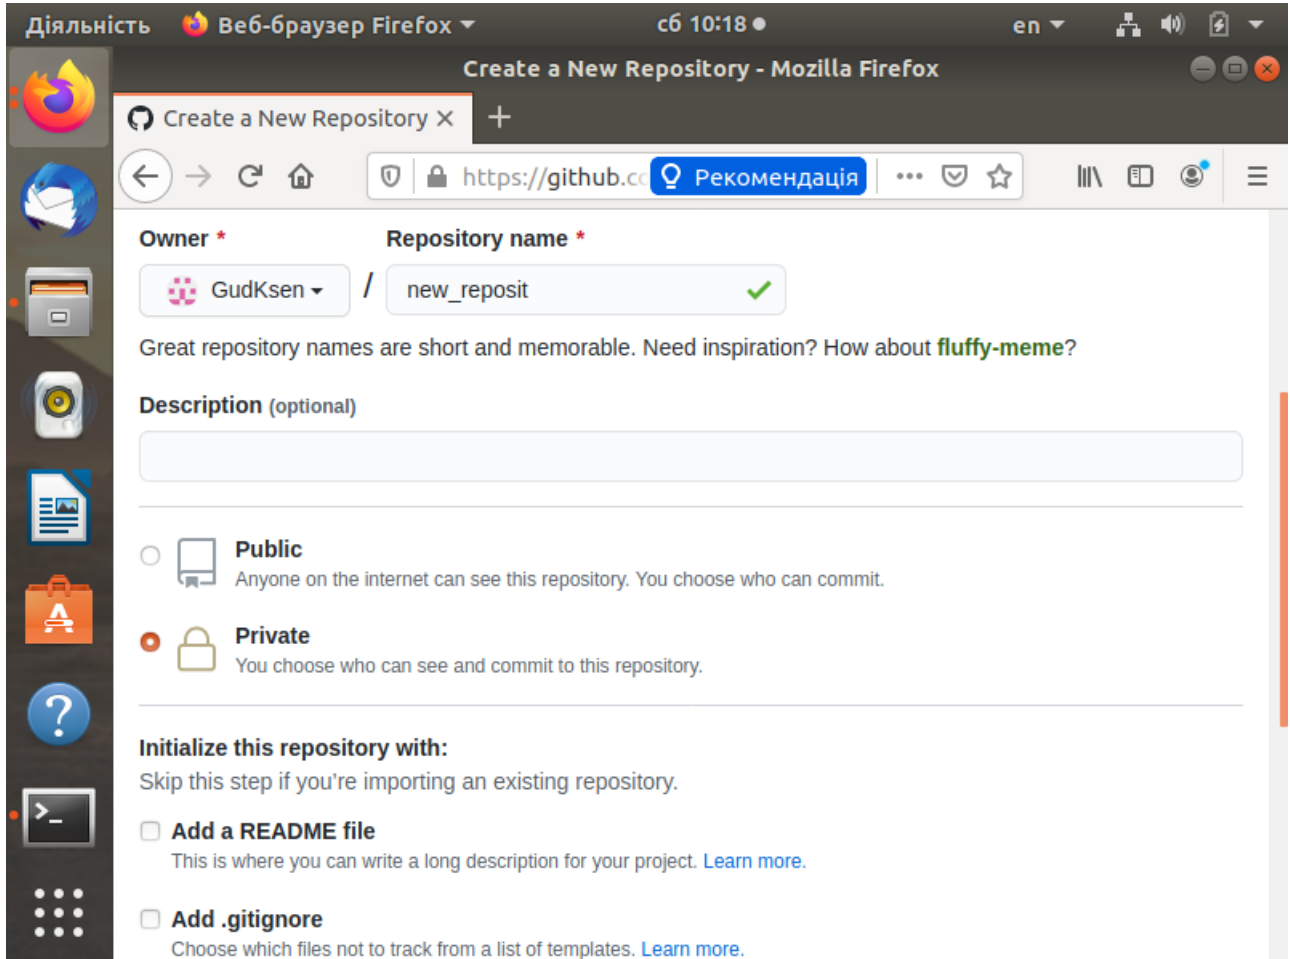 Діяльність Веб-браузер Firefox сб 10:18 en
Create a New Repository - Mozilla Firefox
Create a New Repository
https://github.co Рекомендація
Owner * Repository name *
GudKsen / new_reposit
Great repository names are short and memorable. Need inspiration? How about fluffy-meme?
Description (optional)
Public
Anyone on the internet can see this repository. You choose who can commit.
Private
You choose who can see and commit to this repository.
Initialize this repository with:
Skip this step if you're importing an existing repository.
Add a README file
This is where you can write a long description for your project. Learn more.
Add .gitignore
Choose which files not to track from a list of templates. Learn more.